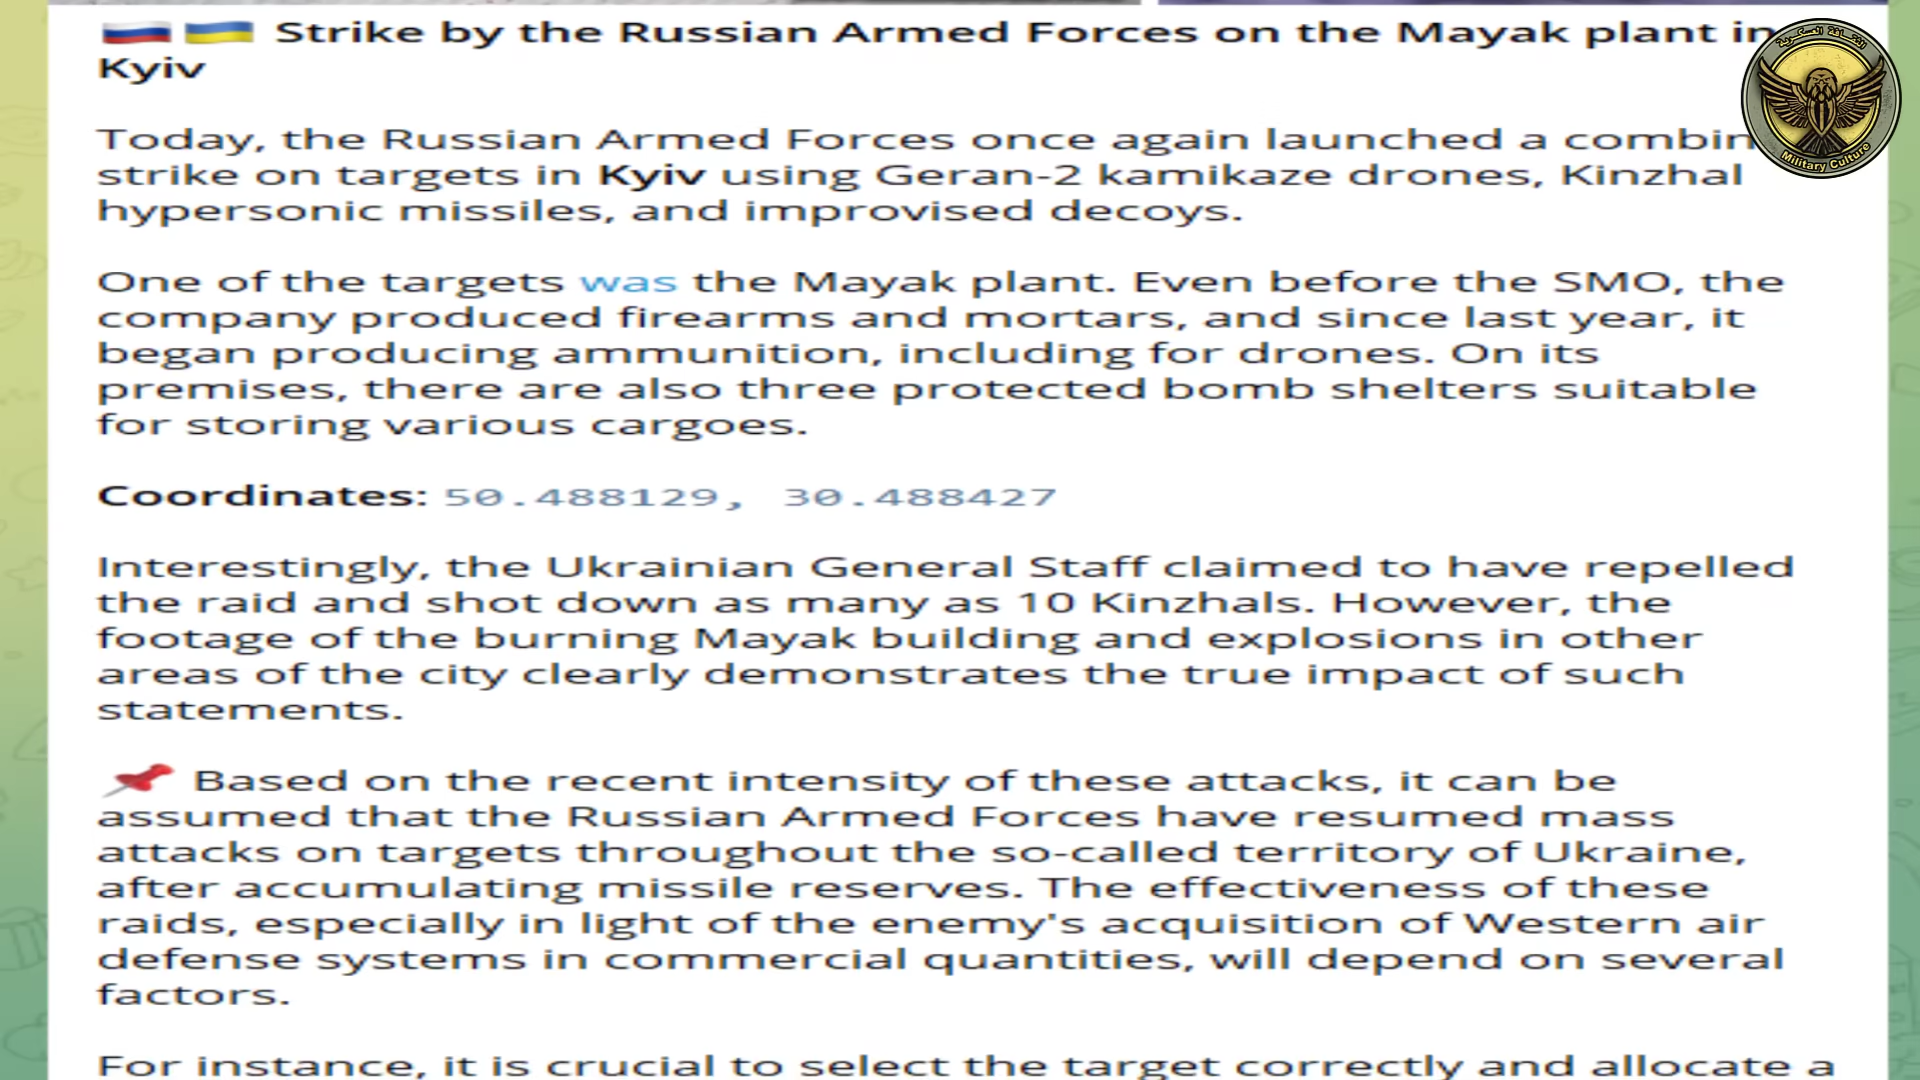 Strike by the Russian Armed Forces on the Mayak plant in
Kyiv
Today, the Russian Armed Forces once again launched a combin
strike on targets in Kyiv using Geran-2 kamikaze drones, Kinzhal
hypersonic missiles, and improvised decoys.
One of the targets was the Mayak plant. Even before the SMO, the
company produced firearms and mortars, and since last year, it
began producing ammunition, including for drones. On its
premises, there are also three protected bomb shelters suitable
for storing various cargoes.
Coordinates: 50.488129, 30.488427
Interestingly, the Ukrainian General Staff claimed to have repelled
the raid and shot down as many as 10 Kinzhals. However, the
footage of the burning Mayak building and explosions in other
areas of the city clearly demonstrates the true impact of such
statements.
Based on the recent intensity of these attacks, it can be
assumed that the Russian Armed Forces have resumed mass
attacks on targets throughout the so-called territory of Ukraine,
after accumulating missile reserves. The effectiveness of these
raids, especially in light of the enemy's acquisition of Western air
defense systems in commercial quantities, will depend on several
factors.
For instance, it is crucial to select the target correctly and allocate a
الثقافة العسكرية
Military Culture